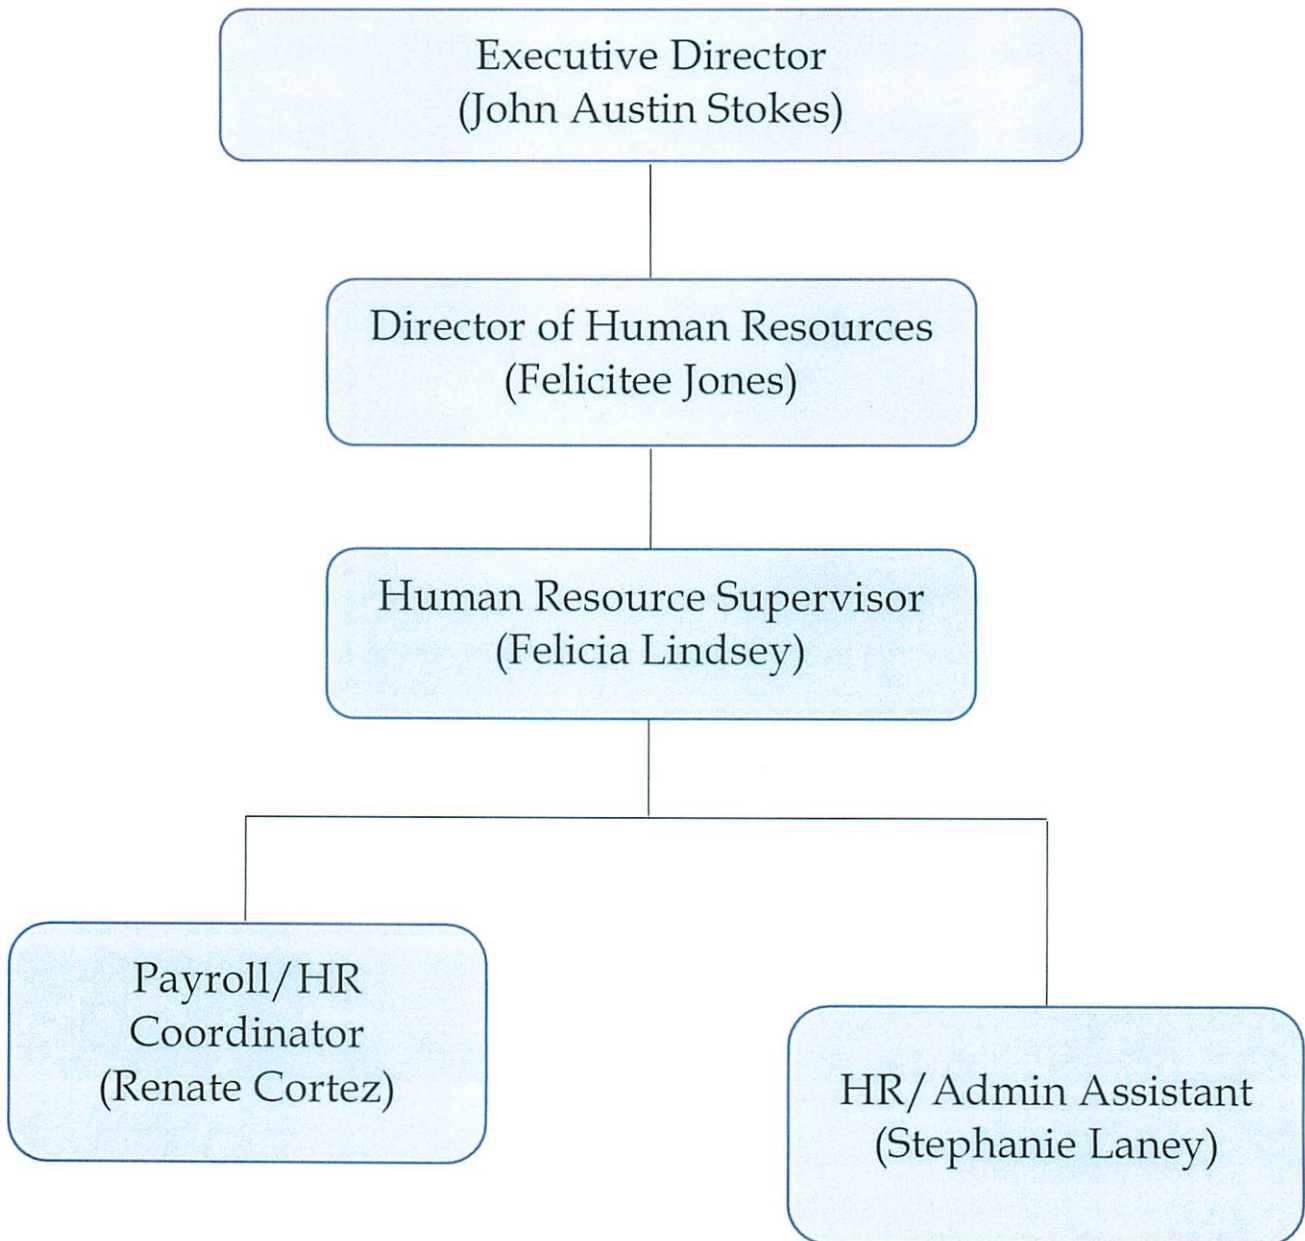 Executive Director
(John Austin Stokes)
Director of Human Resources
(Felicitee Jones)
Human Resource Supervisor
(Felicia Lindsey)
Payroll/HR
Coordinator
(Renate Cortez)
HR/Admin Assistant
(Stephanie Laney)